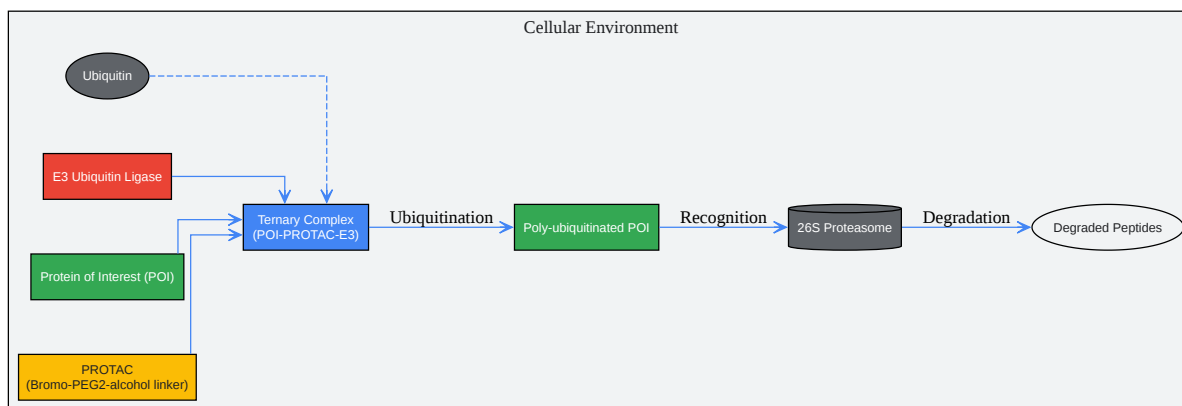 Cellular Environment
Ubiquitin
E3 Ubiquitin Ligase
Ternary Complex
(POI-PROTAC-E3)
Ubiquitination
Poly-ubiquitinated POI
Recognition
26S Proteasome
Degradation
Degraded Peptides
Protein of Interest (POI)
PROTAC
(Bromo-PEG2-alcohol linker)